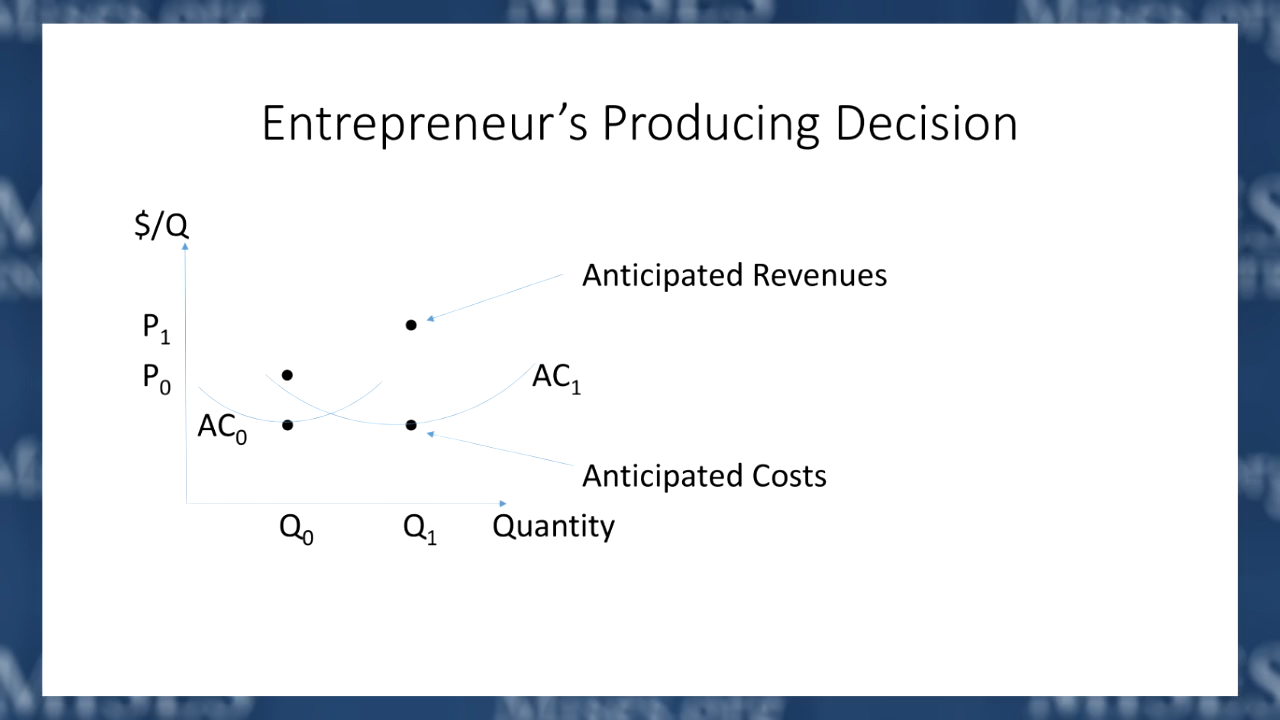 Entrepreneur’s Producing Decision
$/Q
Anticipated Revenues
P₁
P₀
AC₁
AC₀
Anticipated Costs
Q₀ Q₁ Quantity